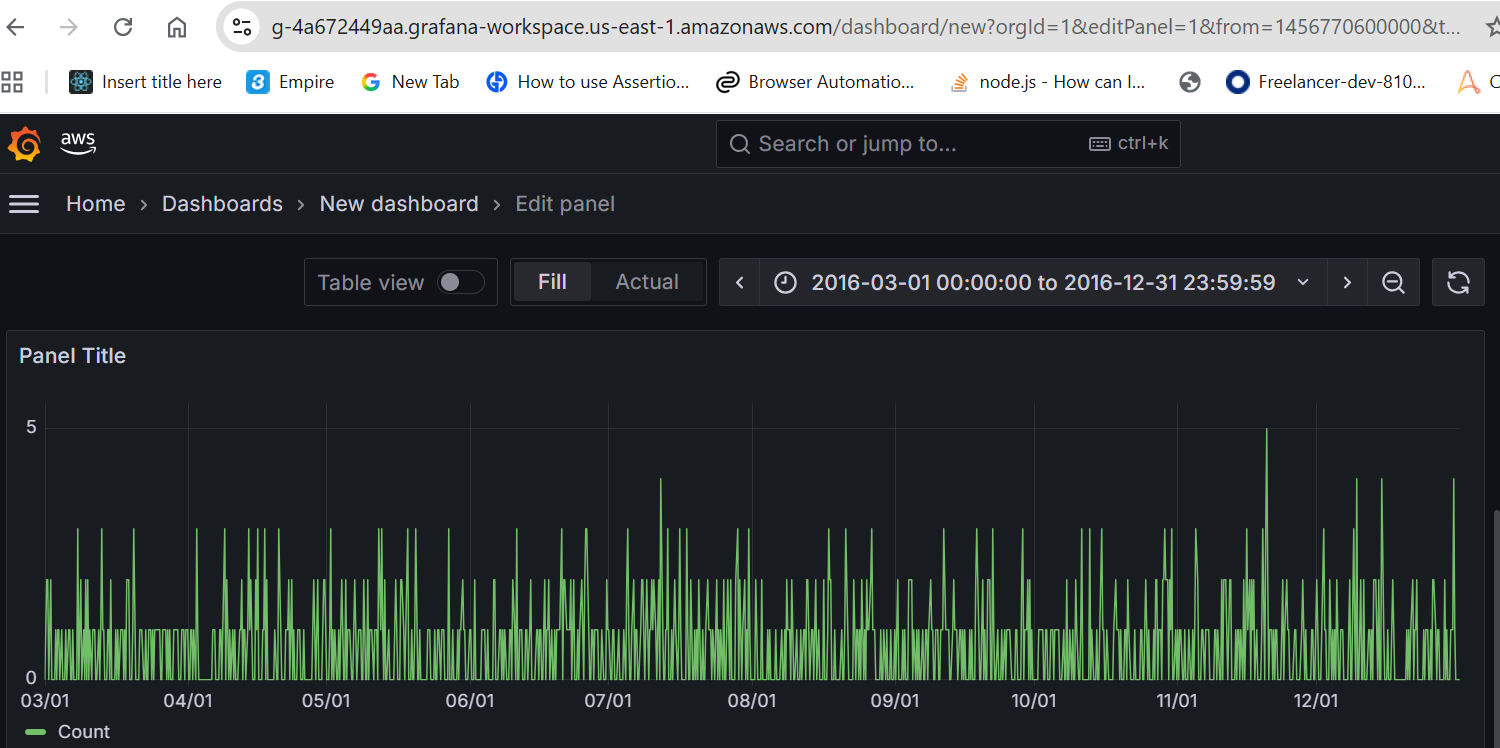 g-4a672449aa.grafana-workspace.us-east-1.amazonaws.com/dashboard/new?orgId=1&editPanel=1&from=1456770600000&t...
Insert title here Empire New Tab How to use Assertio... Browser Automatio... node.js - How can I... Freelancer-dev-810... C
aws Search or jump to... ctrl+k
Home › Dashboards › New dashboard › Edit panel
Table view Fill Actual 2016-03-01 00:00:00 to 2016-12-31 23:59:59
Panel Title
5
0
03/01 04/01 05/01 06/01 07/01 08/01 09/01 10/01 11/01 12/01
Count